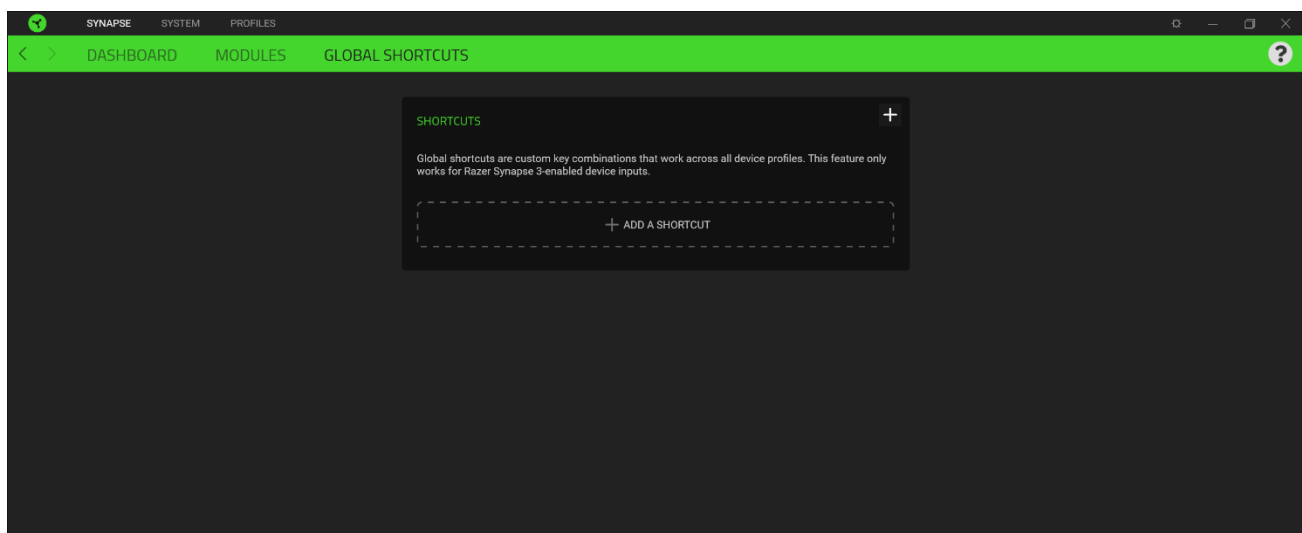 SYNAPSE SYSTEM PROFILES
DASHBOARD MODULES GLOBAL SHORTCUTS ?
SHORTCUTS
Global shortcuts are custom key combinations that work across all device profiles. This feature only
works for Razer Synapse 3-enabled device inputs.
ADD A SHORTCUT